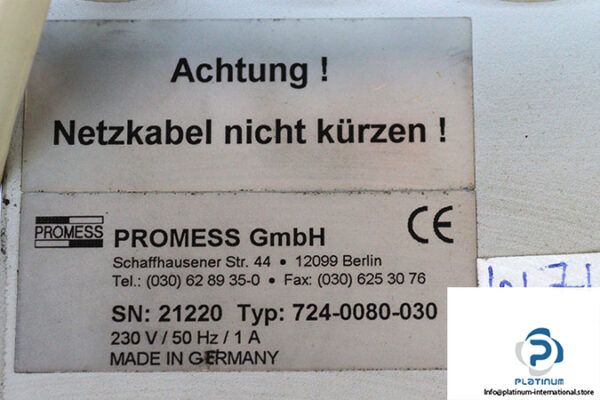 Achtung !
Netzkabel nicht kürzen !
PROMESS
PROMESS GmbH
CE
Schaffhausener Str. 44 • 12099 Berlin
Tel.: (030) 62 89 35-0 • Fax: (030) 625 30 76
SN: 21220 Typ: 724-0080-030
230 V / 50 Hz / 1 A
MADE IN GERMANY
PLATINUM
Info@platinum-international.store